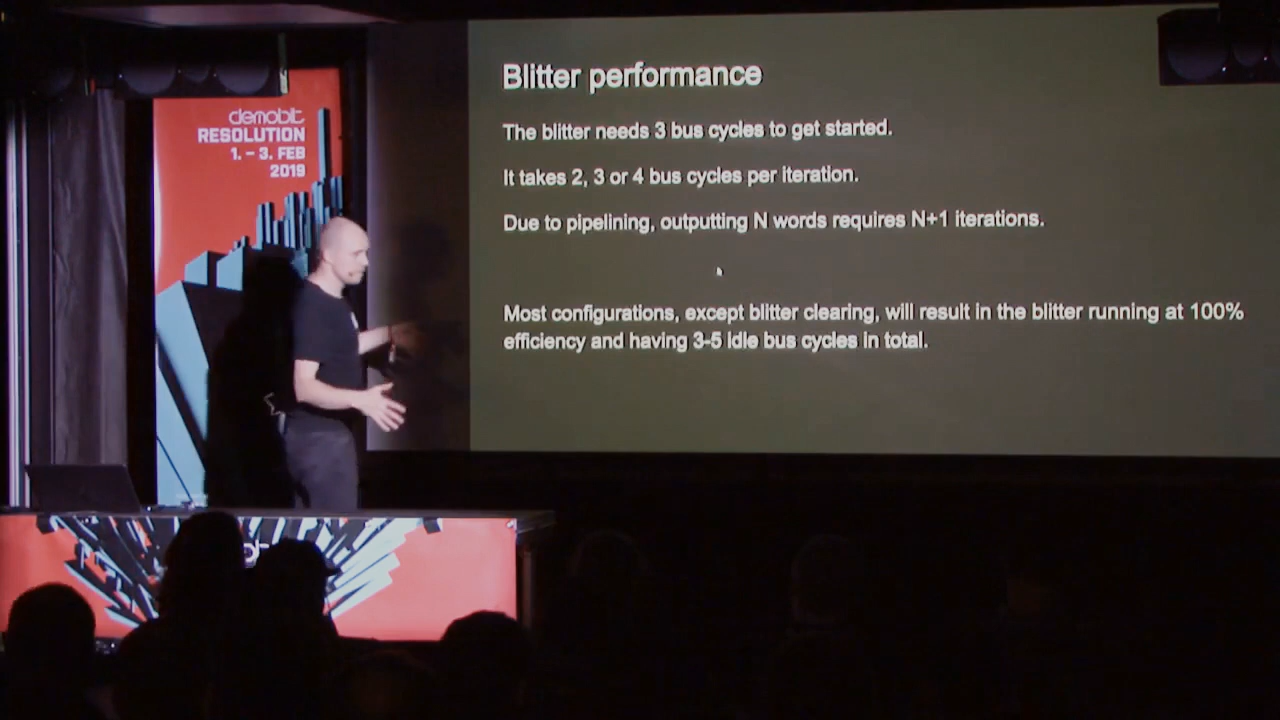 demobit
RESOLUTION
1. – 3. FEB
2019
Blitter performance
The blitter needs 3 bus cycles to get started.
It takes 2, 3 or 4 bus cycles per iteration.
Due to pipelining, outputting N words requires N+1 iterations.
Most configurations, except blitter clearing, will result in the blitter running at 100%
efficiency and having 3-5 idle bus cycles in total.